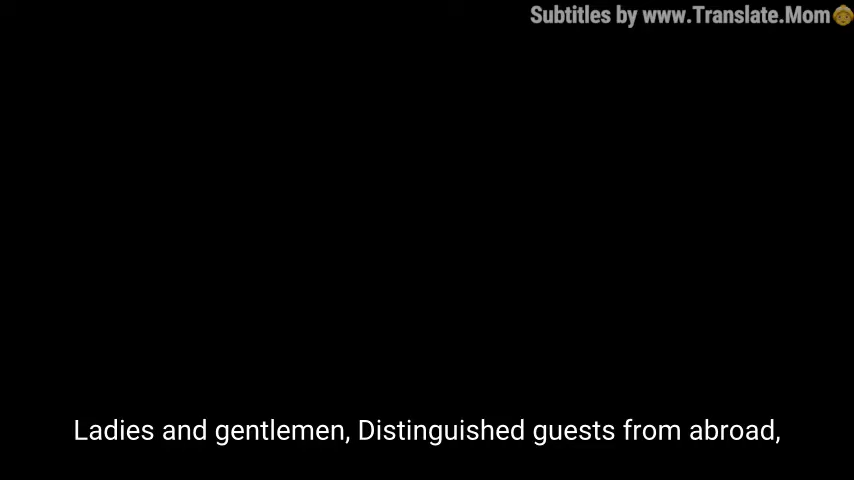 Subtitles by www.Translate.Mom
Ladies and gentlemen, Distinguished guests from abroad,